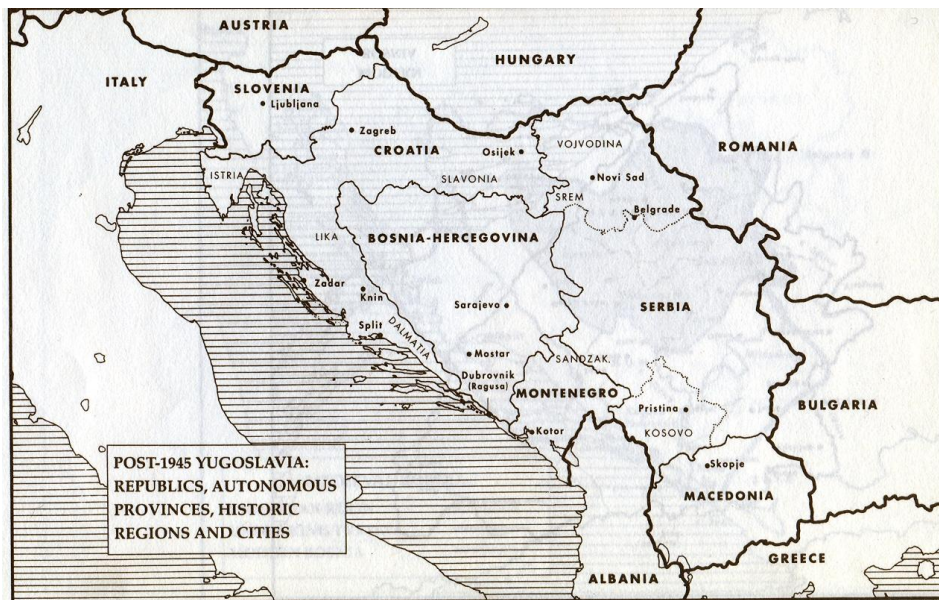 AUSTRIA
HUNGARY
ITALY
SLOVENIA
Ljubljana
Zagreb
CROATIA
Osijek
VOJVODINA
ROMANIA
ISTRIA
SLAVONIA
Novi Sad
SREM
Belgrade
LIKA
BOSNIA-HERCEGOVINA
Zadar
Knin
Sarajevo
SERBIA
Split
DALMATIA
Mostar
SANDZAK.
Dubrovnik
(Ragusa)
MONTENEGRO
Pristina
BULGARIA
Kotor
KOSOVO
Skopje
MACEDONIA
POST-1945 YUGOSLAVIA:
REPUBLICS, AUTONOMOUS
PROVINCES, HISTORIC
REGIONS AND CITIES
GREECE
ALBANIA